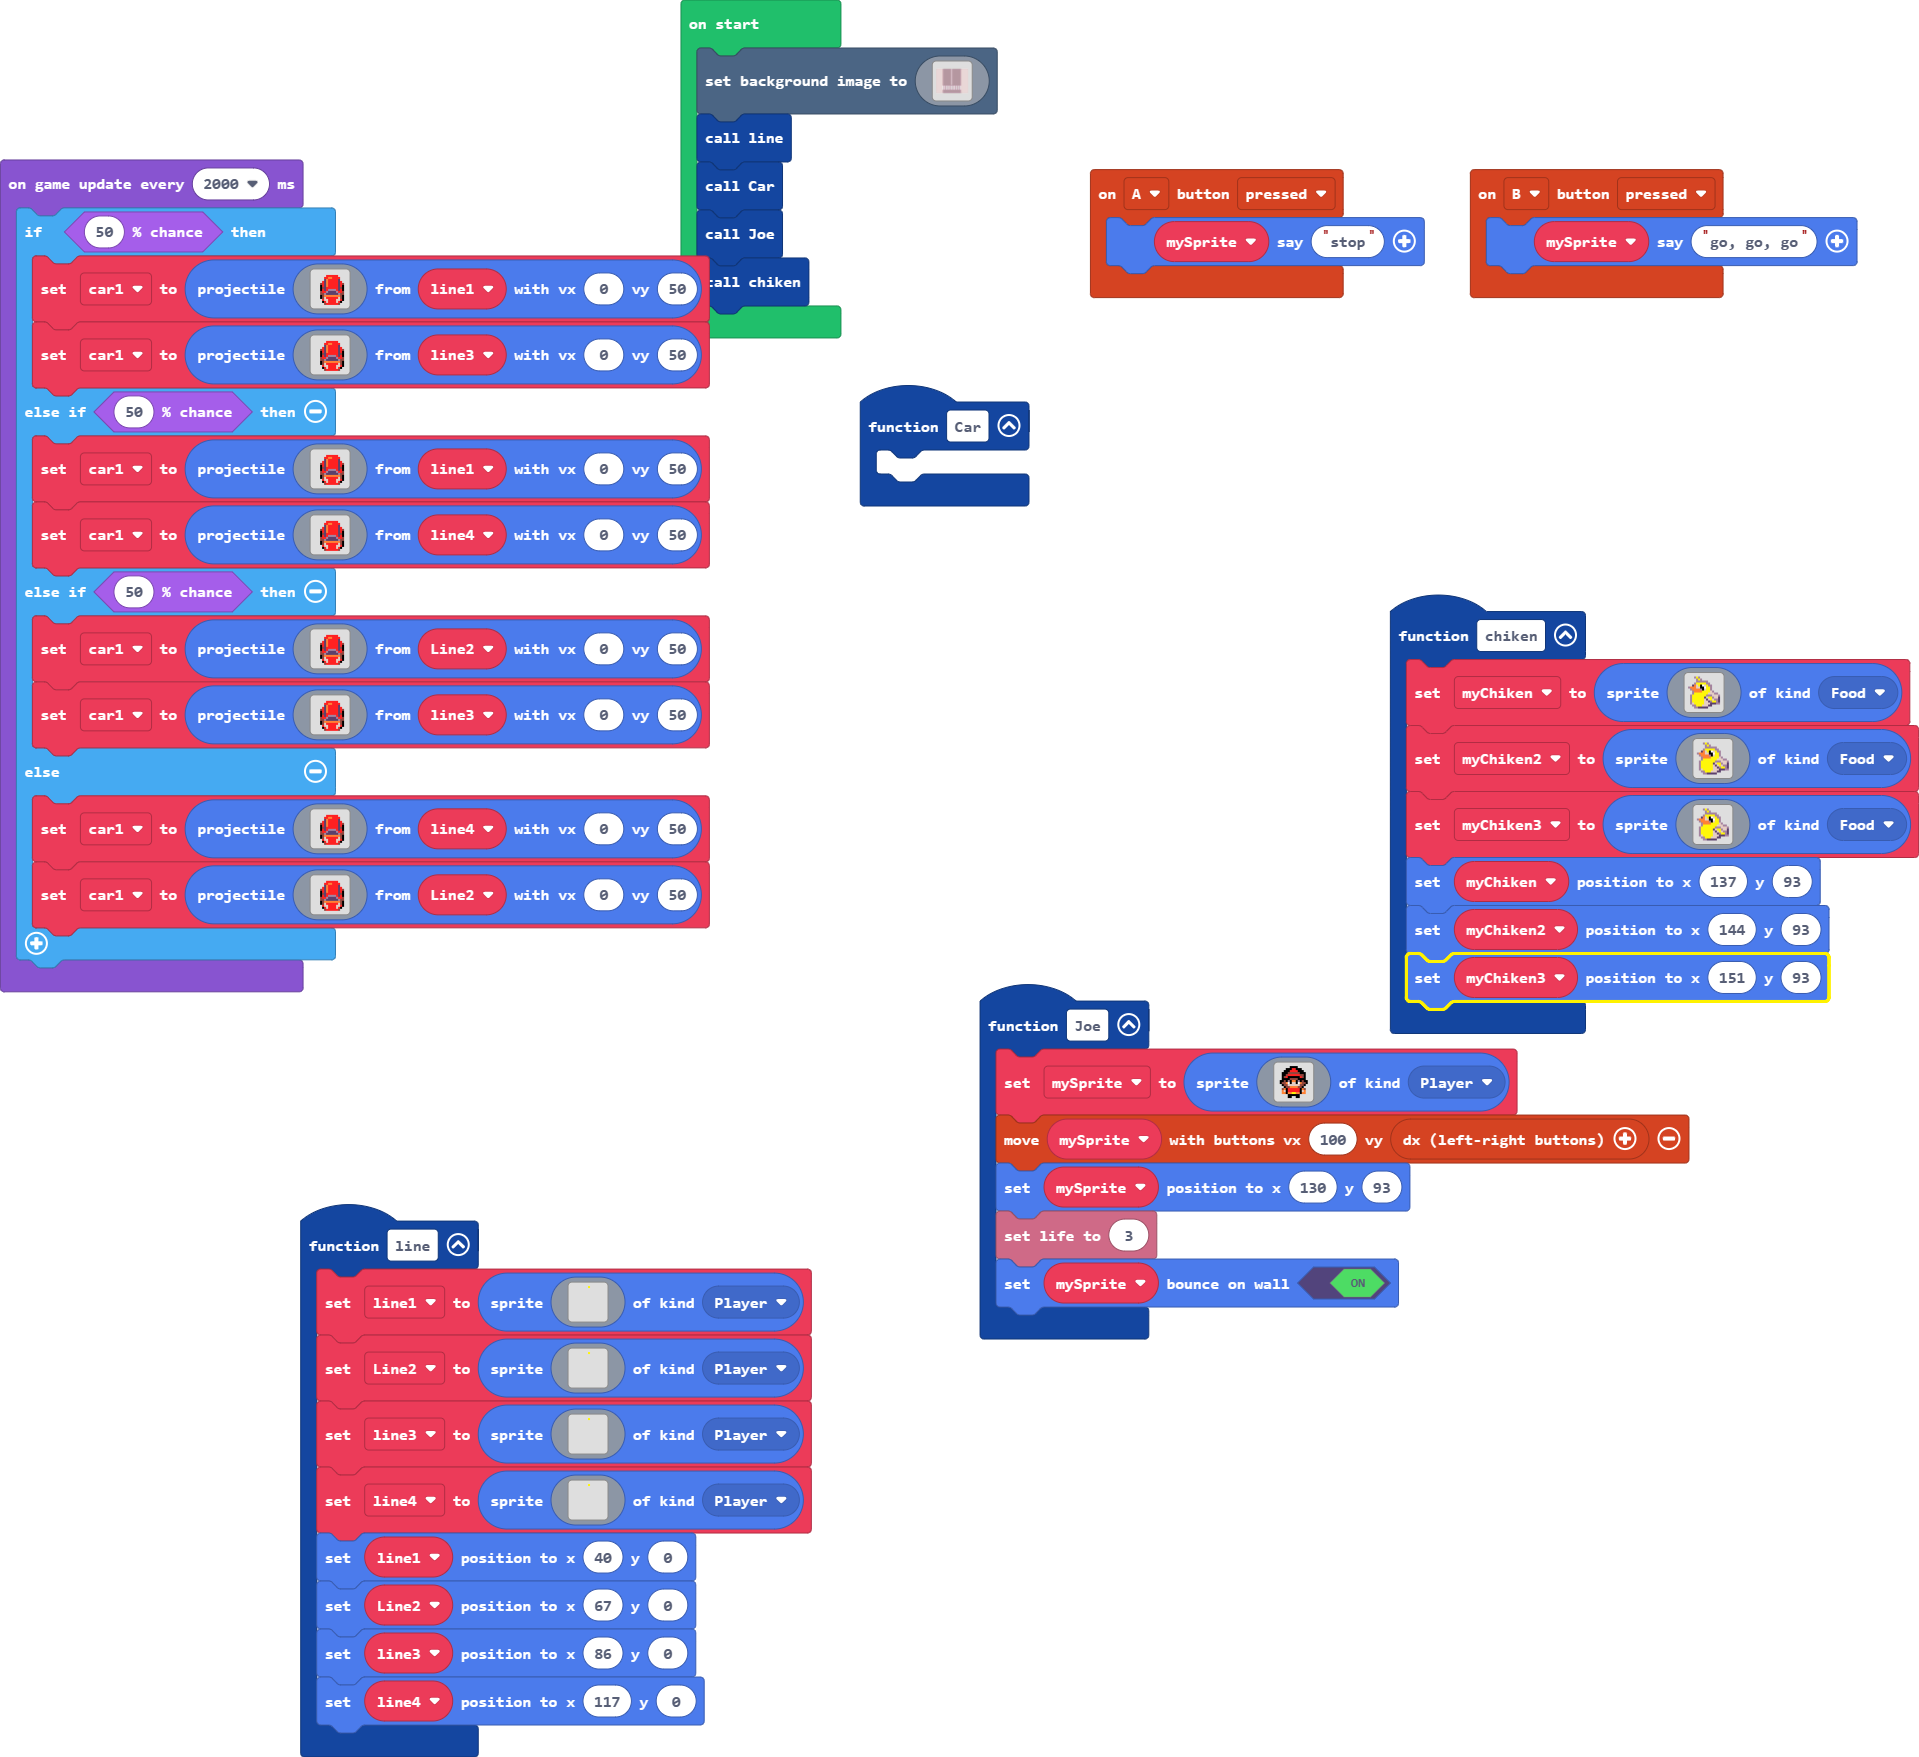 on start
set background image to
call line
call Car
call Joe
call chiken
on game update every 2000 ms
if 50 % chance then
set car1 to projectile from line1 with vx 0 vy 50
set car1 to projectile from line3 with vx 0 vy 50
else if 50 % chance then
set car1 to projectile from line1 with vx 0 vy 50
set car1 to projectile from line4 with vx 0 vy 50
else if 50 % chance then
set car1 to projectile from Line2 with vx 0 vy 50
set car1 to projectile from line3 with vx 0 vy 50
else
set car1 to projectile from line4 with vx 0 vy 50
set car1 to projectile from Line2 with vx 0 vy 50
on A button pressed
mySprite say "stop"
on B button pressed
mySprite say "go, go, go"
function Car
function chiken
set myChiken to sprite of kind Food
set myChiken2 to sprite of kind Food
set myChiken3 to sprite of kind Food
set myChiken position to x 137 y 93
set myChiken2 position to x 144 y 93
set myChiken3 position to x 151 y 93
function Joe
set mySprite to sprite of kind Player
move mySprite with buttons vx 100 vy dx (left-right buttons)
set mySprite position to x 130 y 93
set life to 3
set mySprite bounce on wall ON
function line
set line1 to sprite of kind Player
set Line2 to sprite of kind Player
set line3 to sprite of kind Player
set line4 to sprite of kind Player
set line1 position to x 40 y 0
set Line2 position to x 67 y 0
set line3 position to x 86 y 0
set line4 position to x 117 y 0